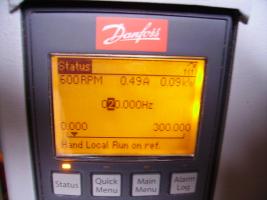 Danfoss
Status
1(1)
600RPM 0.49A 0.09kW
020.000Hz
0.000 300.000
Hand Local Run on ref.
Status Quick Menu Main Menu Alarm Log